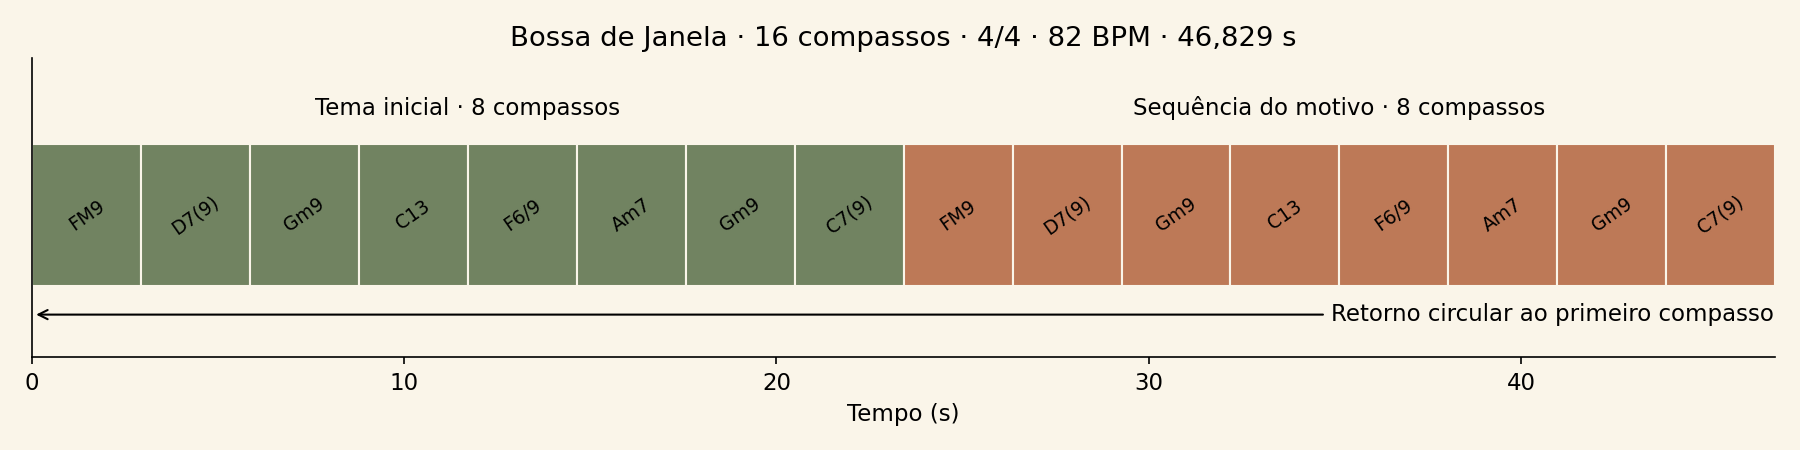 Bossa de Janela · 16 compassos · 4/4 · 82 BPM · 46,829 s
Tema inicial · 8 compassos
Sequência do motivo · 8 compassos
FM9 D7(9) Gm9 C13 F6/9 Am7 Gm9 C7(9) FM9 D7(9) Gm9 C13 F6/9 Am7 Gm9 C7(9)
Retorno circular ao primeiro compasso
0 10 20 30 40
Tempo (s)